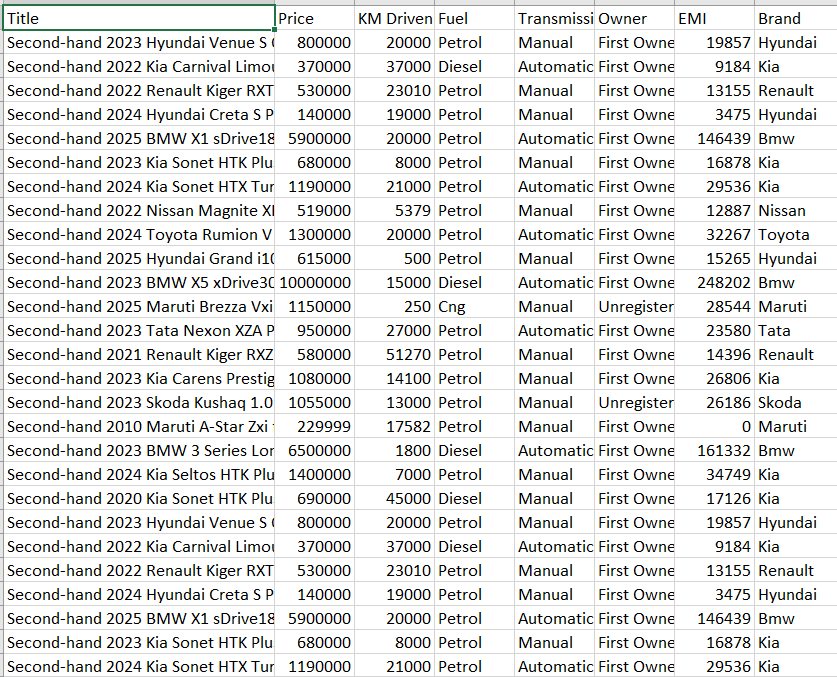 Title Price KM Driven Fuel Transmissi Owner EMI Brand
Second-hand 2023 Hyundai Venue S 800000 20000 Petrol Manual First Owne 19857 Hyundai
Second-hand 2022 Kia Carnival Limou 370000 37000 Diesel Automatic First Owne 9184 Kia
Second-hand 2022 Renault Kiger RXT 530000 23010 Petrol Manual First Owne 13155 Renault
Second-hand 2024 Hyundai Creta S P 140000 19000 Petrol Manual First Owne 3475 Hyundai
Second-hand 2025 BMW X1 sDrive18 5900000 20000 Petrol Automatic First Owne 146439 Bmw
Second-hand 2023 Kia Sonet HTK Plu 680000 8000 Petrol Manual First Owne 16878 Kia
Second-hand 2024 Kia Sonet HTX Tur 1190000 21000 Petrol Automatic First Owne 29536 Kia
Second-hand 2022 Nissan Magnite XI 519000 5379 Petrol Manual First Owne 12887 Nissan
Second-hand 2024 Toyota Rumion V 1300000 20000 Petrol Automatic First Owne 32267 Toyota
Second-hand 2025 Hyundai Grand i10 615000 500 Petrol Manual First Owne 15265 Hyundai
Second-hand 2023 BMW X5 xDrive30 10000000 15000 Diesel Automatic First Owne 248202 Bmw
Second-hand 2025 Maruti Brezza Vxi 1150000 250 Cng Manual Unregister 28544 Maruti
Second-hand 2023 Tata Nexon XZA P 950000 27000 Petrol Automatic First Owne 23580 Tata
Second-hand 2021 Renault Kiger RXZ 580000 51270 Petrol Manual First Owne 14396 Renault
Second-hand 2023 Kia Carens Prestig 1080000 14100 Petrol Manual First Owne 26806 Kia
Second-hand 2023 Skoda Kushaq 1.0 1055000 13000 Petrol Manual Unregister 26186 Skoda
Second-hand 2010 Maruti A-Star Zxi 229999 17582 Petrol Manual First Owne 0 Maruti
Second-hand 2023 BMW 3 Series Lon 6500000 1800 Diesel Automatic First Owne 161332 Bmw
Second-hand 2024 Kia Seltos HTK Plu 1400000 7000 Petrol Manual First Owne 34749 Kia
Second-hand 2020 Kia Sonet HTK Plu 690000 45000 Diesel Manual First Owne 17126 Kia
Second-hand 2023 Hyundai Venue S 800000 20000 Petrol Manual First Owne 19857 Hyundai
Second-hand 2022 Kia Carnival Limou 370000 37000 Diesel Automatic First Owne 9184 Kia
Second-hand 2022 Renault Kiger RXT 530000 23010 Petrol Manual First Owne 13155 Renault
Second-hand 2024 Hyundai Creta S P 140000 19000 Petrol Manual First Owne 3475 Hyundai
Second-hand 2025 BMW X1 sDrive18 5900000 20000 Petrol Automatic First Owne 146439 Bmw
Second-hand 2023 Kia Sonet HTK Plu 680000 8000 Petrol Manual First Owne 16878 Kia
Second-hand 2024 Kia Sonet HTX Tur 1190000 21000 Petrol Automatic First Owne 29536 Kia